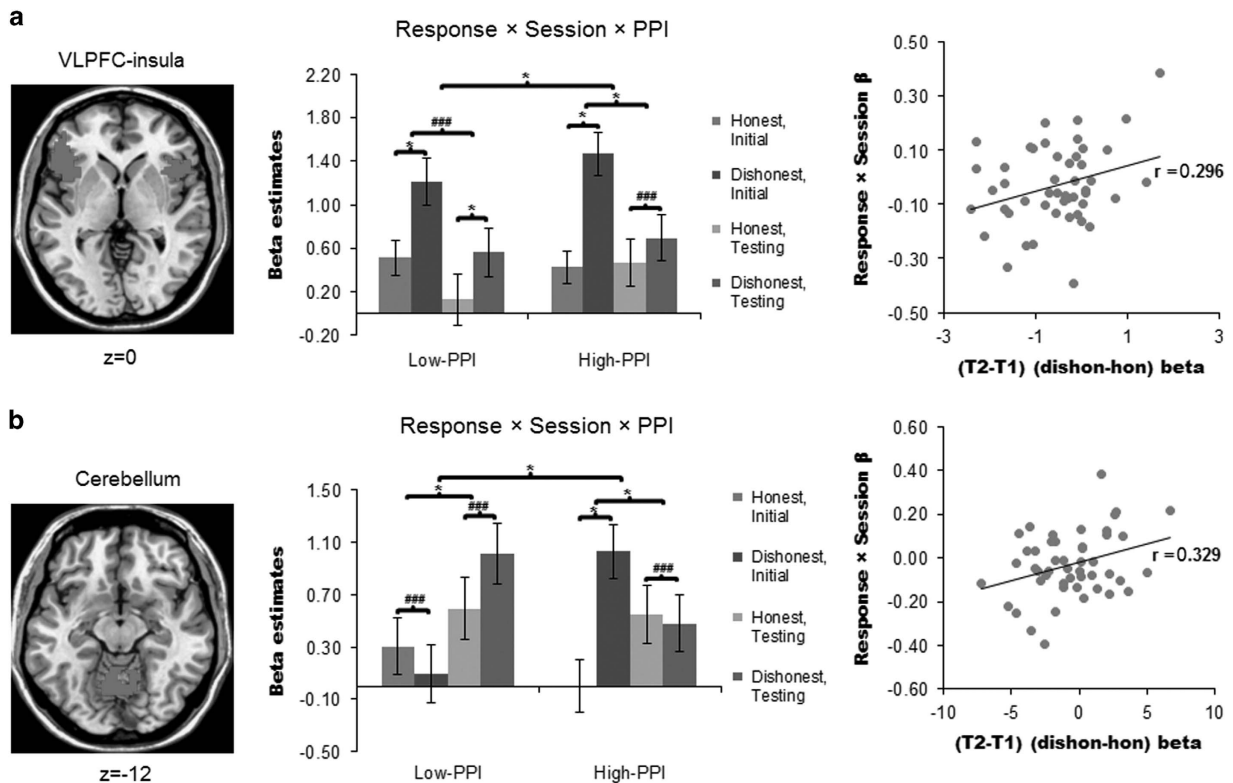 a
VLPFC-insula
z=0
Response × Session × PPI
Beta estimates
2.20
1.80
1.40
1.00
0.60
0.20
-0.20
*
###
*
*
*
*
*
###
Low-PPI
High-PPI
Honest,
Initial
Dishonest,
Initial
Honest,
Testing
Dishonest,
Testing
Response × Session β
0.50
0.30
0.10
-0.10
-0.30
-0.50
r = 0.296
-3
-1
1
3
(T2-T1) (dishon-hon) beta
b
Cerebellum
z=-12
Response × Session × PPI
Beta estimates
1.50
1.10
0.70
0.30
-0.10
-0.50
*
*
###
###
*
*
###
Low-PPI
High-PPI
Honest,
Initial
Dishonest,
Initial
Honest,
Testing
Dishonest,
Testing
Response × Session β
0.60
0.40
0.20
0.00
-0.20
-0.40
-0.60
r = 0.329
-10
-5
0
5
10
(T2-T1) (dishon-hon) beta